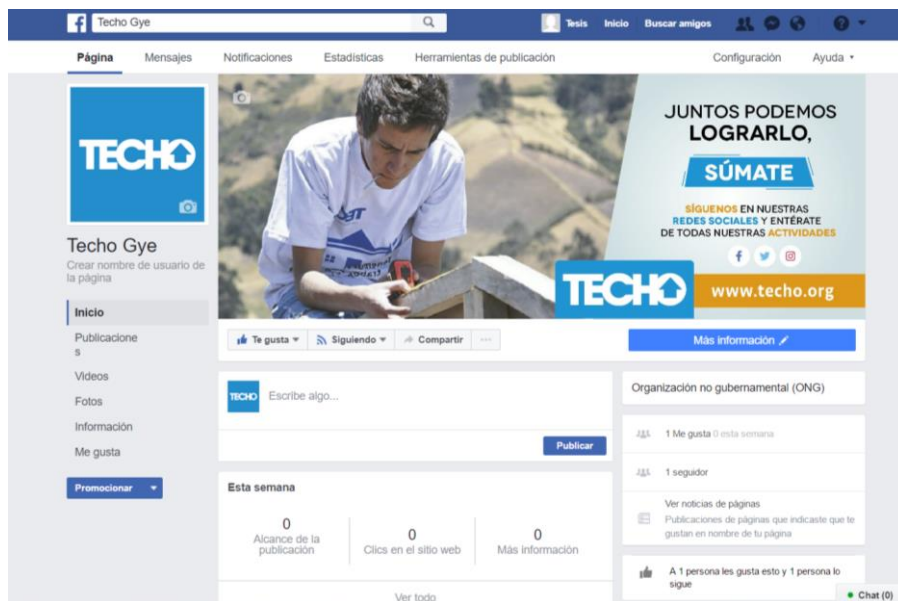 Techo Gye
Tesis Inicio Buscar amigos
Página Mensajes Notificaciones Estadísticas Herramientas de publicación Configuración Ayuda
TECHO
Techo Gye
Crear nombre de usuario de
la página
Inicio
Publicacione
s
Videos
Fotos
Información
Me gusta
Promocionar
JUNTOS PODEMOS
LOGRARLO,
SÚMATE
SÍGUENOS EN NUESTRAS
REDES SOCIALES Y ENTÉRATE
DE TODAS NUESTRAS ACTIVIDADES
TECHO
www.techo.org
Te gusta Siguiendo Compartir ...
Más información
TECHO Escribe algo...
Publicar
Esta semana
0
Alcance de la
publicación
0
Clics en el sitio web
0
Más información
Ver todo
Organización no gubernamental (ONG)
1 Me gusta 0 esta semana
1 seguidor
Ver noticias de páginas
Publicaciones de páginas que indicaste que te
gustan en nombre de tu página
A 1 persona les gusta esto y 1 persona lo
sigue
Chat (0)